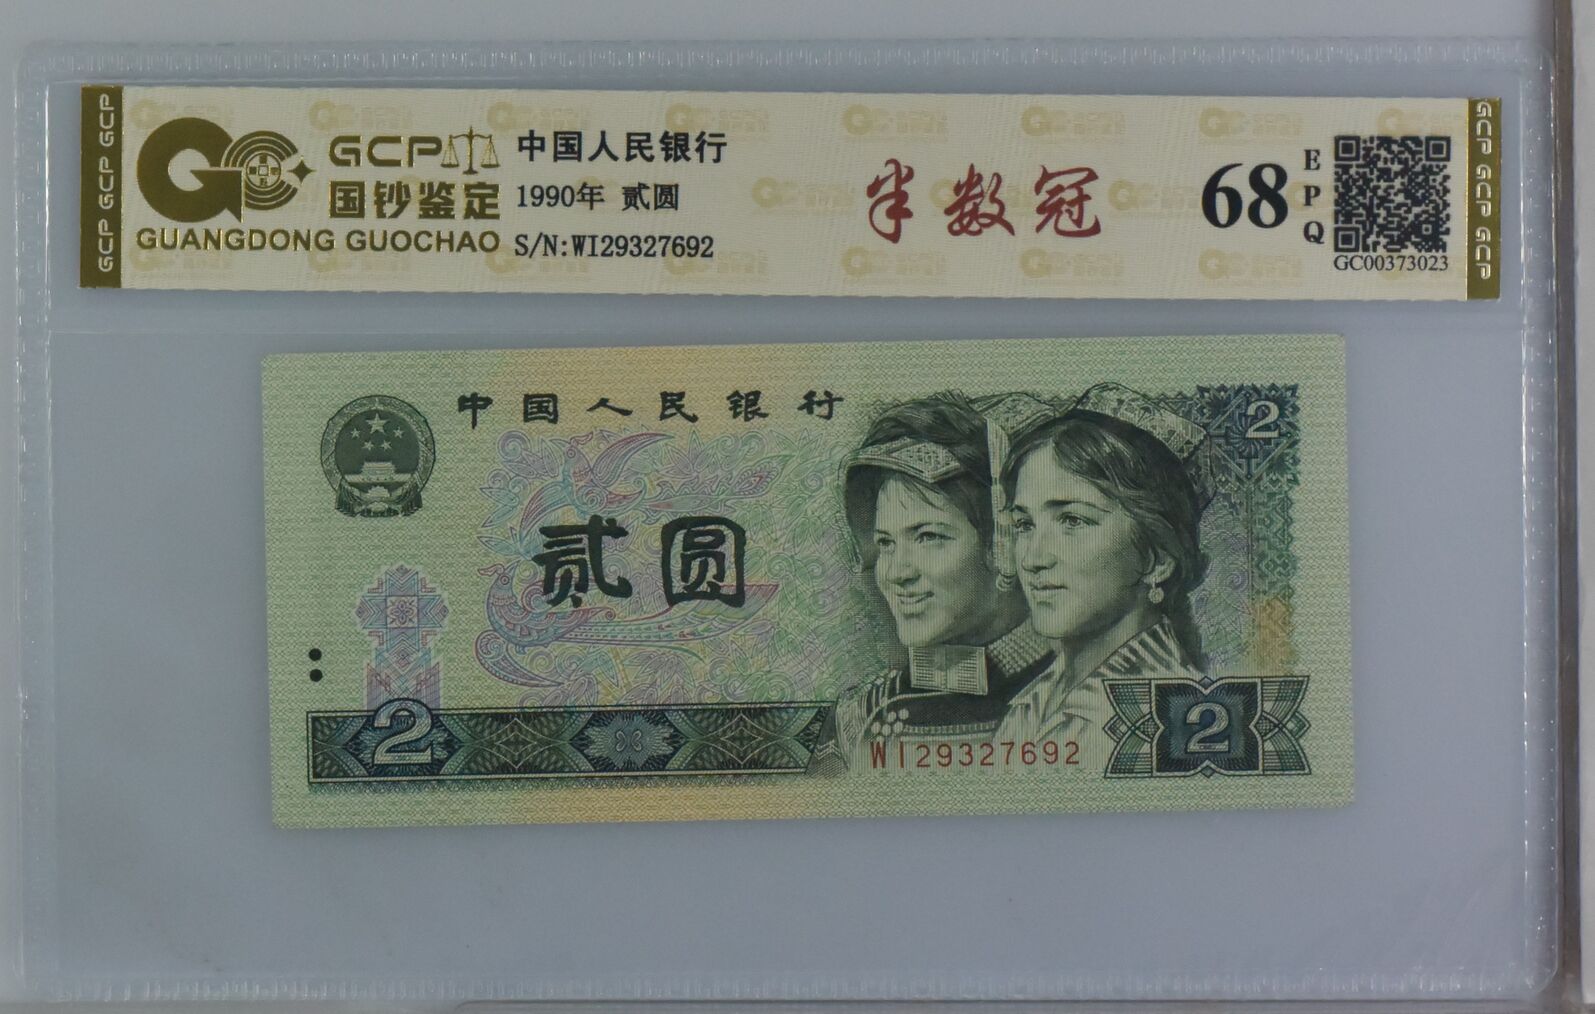 GCP GCP GCP
GCP
国钞鉴定
GUANGDONG GUOCHAO
中国人民银行
1990年 贰圆
S/N:WI29327692
半数冠
68
EPQ
GC00373023
GCP GCP GCP
中国人民银行
2
贰圆
2
WI29327692
2